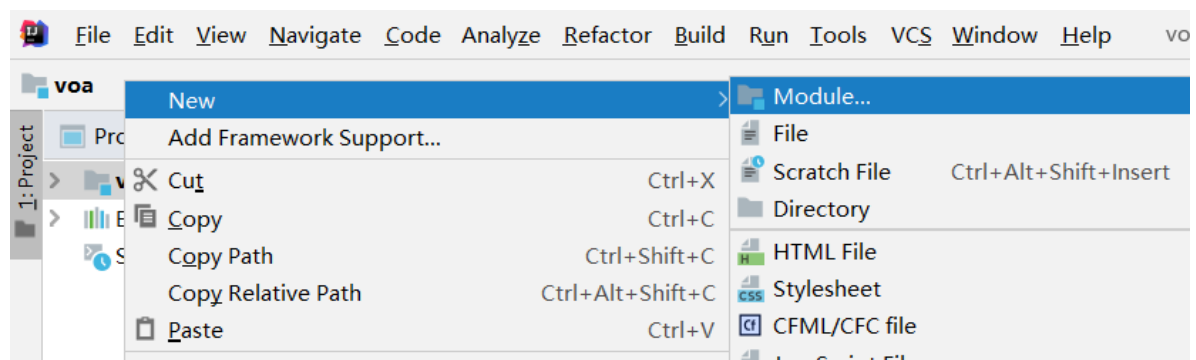 File Edit View Navigate Code Analyze Refactor Build Run Tools VCS Window Help vo
voa
New
Module...
1: Project
Add Framework Support...
File
Cut Ctrl+X
Scratch File Ctrl+Alt+Shift+Insert
Copy Ctrl+C
Directory
Copy Path Ctrl+Shift+C
HTML File
Copy Relative Path Ctrl+Alt+Shift+C
Stylesheet
Paste Ctrl+V
CFML/CFC file